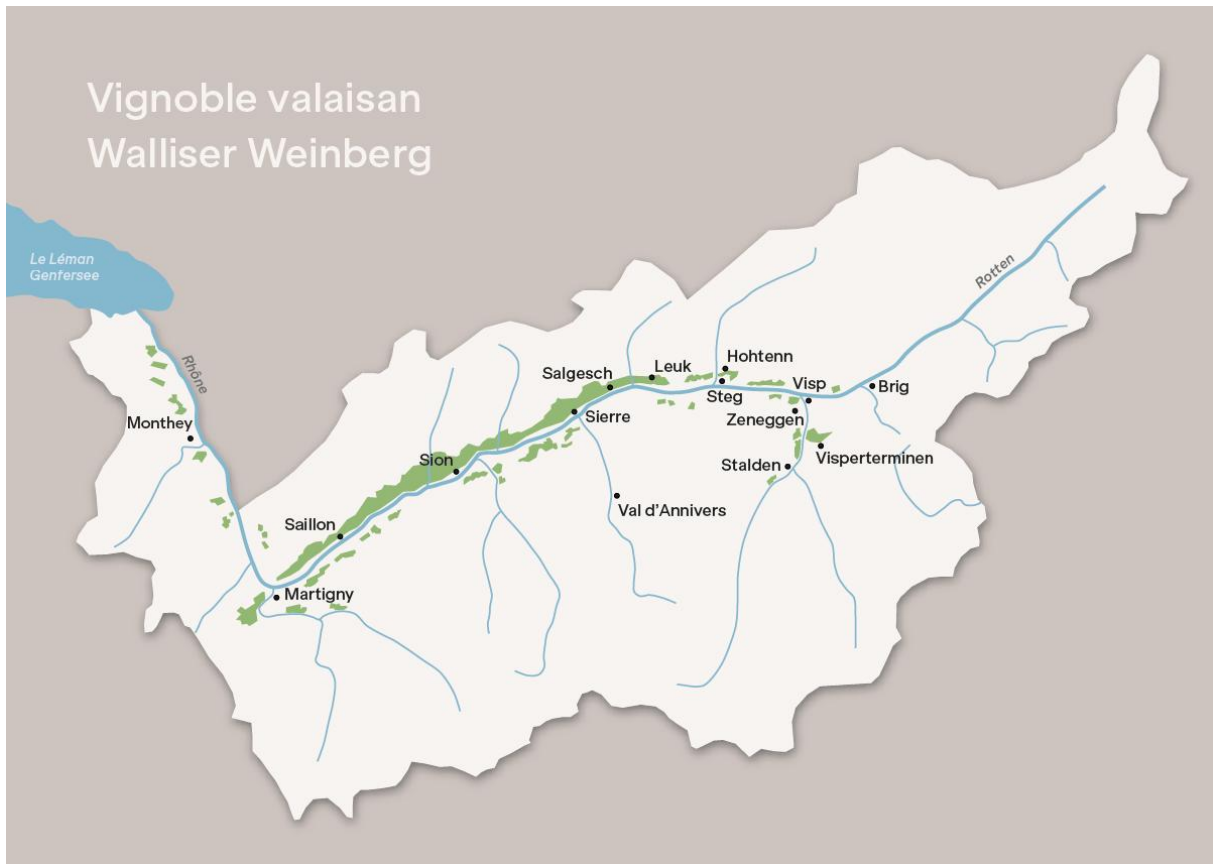 Vignoble valaisan
Walliser Weinberg
Le Léman
Genfersee
Rhône
Rotten
Monthey
Saillon
Martigny
Sion
Salgesch
Sierre
Leuk
Val d'Annivers
Hohtenn
Steg
Visp
Zeneggen
Brig
Stalden
Visperterminen